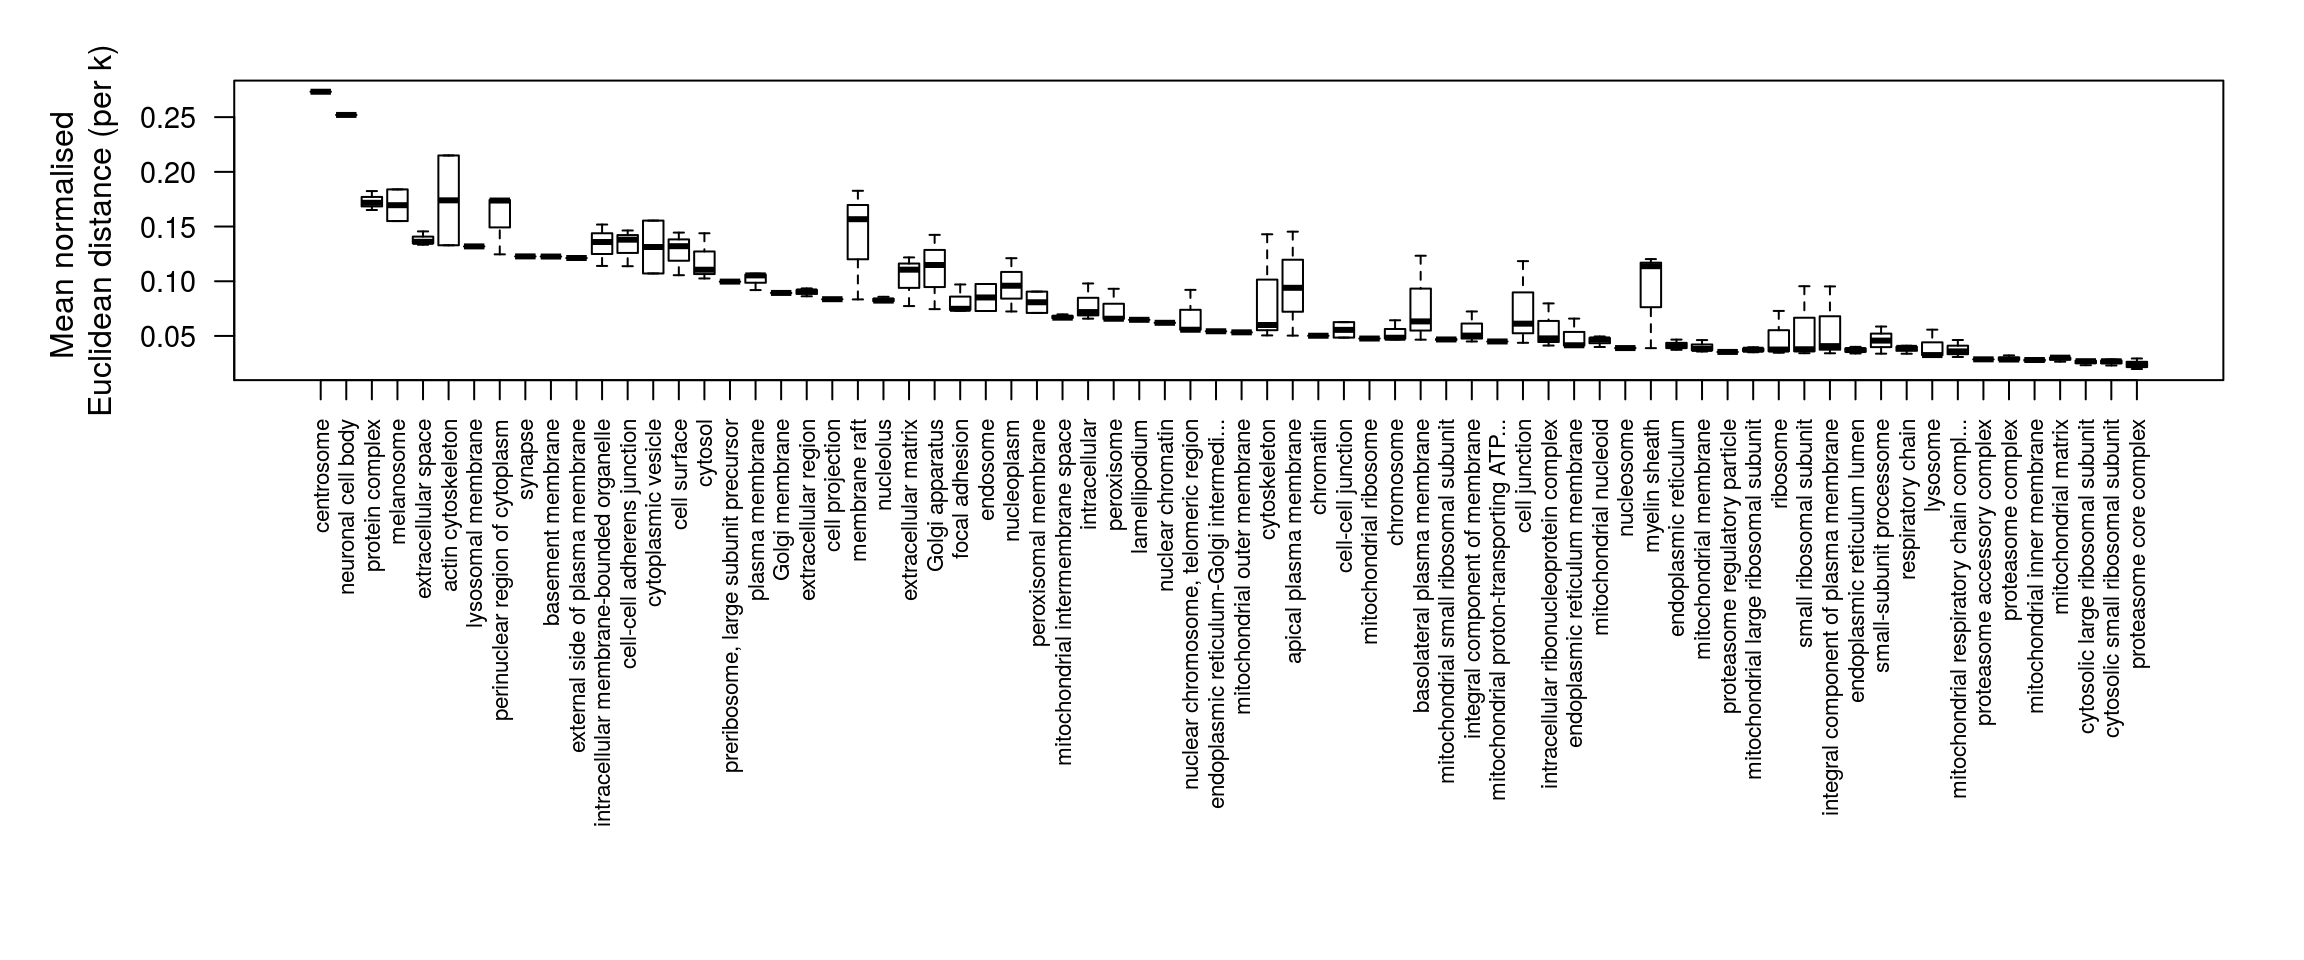 Mean normalised
Euclidean distance (per k)
0.25
0.20
0.15
0.10
0.05
centrosome
neuronal cell body
protein complex
melanosome
extracellular space
actin cytoskeleton
lysosomal membrane
perinuclear region of cytoplasm
synapse
basement membrane
external side of plasma membrane
intracellular membrane-bounded organelle
cell-cell adherens junction
cytoplasmic vesicle
cell surface
cytosol
preribosome, large subunit precursor
plasma membrane
Golgi membrane
extracellular region
cell projection
membrane raft
nucleolus
extracellular matrix
Golgi apparatus
focal adhesion
endosome
nucleoplasm
peroxisomal membrane
mitochondrial intermembrane space
intracellular
peroxisome
lamellipodium
nuclear chromatin
nuclear chromosome, telomeric region
endoplasmic reticulum-Golgi intermedi...
mitochondrial outer membrane
cytoskeleton
apical plasma membrane
chromatin
cell-cell junction
mitochondrial ribosome
chromosome
basolateral plasma membrane
mitochondrial small ribosomal subunit
integral component of membrane
mitochondrial proton-transporting ATP...
cell junction
intracellular ribonucleoprotein complex
endoplasmic reticulum membrane
mitochondrial nucleoid
nucleosome
myelin sheath
endoplasmic reticulum
mitochondrial membrane
proteasome regulatory particle
mitochondrial large ribosomal subunit
ribosome
small ribosomal subunit
integral component of plasma membrane
endoplasmic reticulum lumen
small-subunit processome
respiratory chain
lysosome
mitochondrial respiratory chain compl...
proteasome accessory complex
proteasome complex
mitochondrial inner membrane
mitochondrial matrix
cytosolic large ribosomal subunit
cytosolic small ribosomal subunit
proteasome core complex